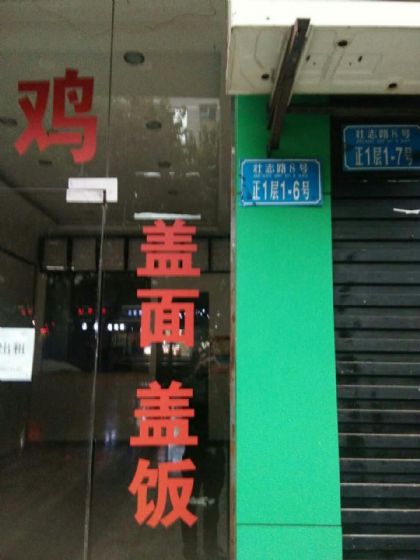 鸡
盖面
盖饭
壮志路8号
正1层1-6号
壮志路8号
正1层1-7号
租